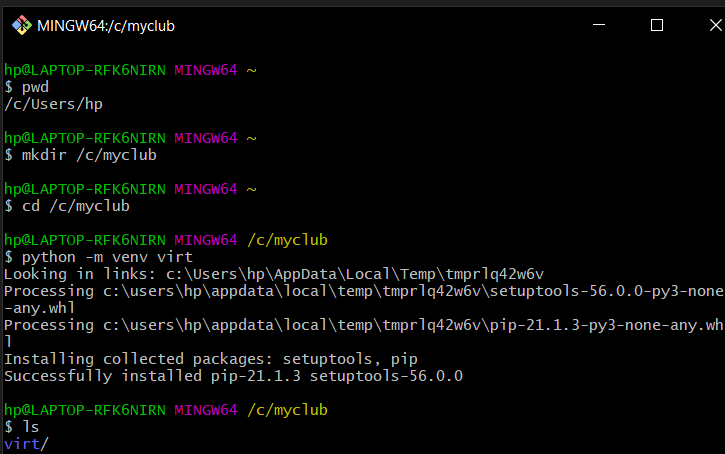 MINGW64:/c/myclub
hp@LAPTOP-RFK6NIRN MINGW64 ~
$ pwd
/c/Users/hp
hp@LAPTOP-RFK6NIRN MINGW64 ~
$ mkdir /c/myclub
hp@LAPTOP-RFK6NIRN MINGW64 ~
$ cd /c/myclub
hp@LAPTOP-RFK6NIRN MINGW64 /c/myclub
$ python -m venv virt
Looking in links: c:\Users\hp\AppData\Local\Temp\tmprlq42w6v
Processing c:\users\hp\appdata\local\temp\tmprlq42w6v\setuptools-56.0.0-py3-none
-any.whl
Processing c:\users\hp\appdata\local\temp\tmprlq42w6v\pip-21.1.3-py3-none-any.wh
l
Installing collected packages: setuptools, pip
Successfully installed pip-21.1.3 setuptools-56.0.0
hp@LAPTOP-RFK6NIRN MINGW64 /c/myclub
$ ls
virt/